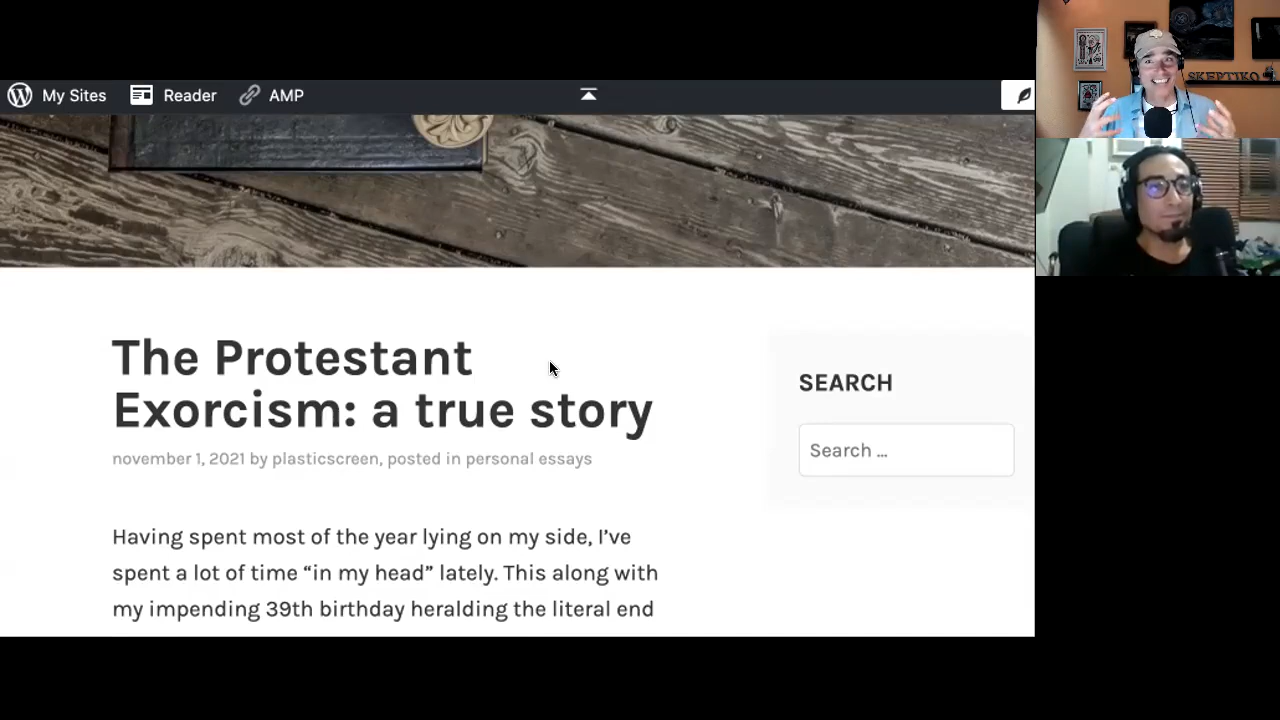 My Sites
Reader
AMP
SKEPTIKO
The Protestant
Exorcism: a true story
november 1, 2021 by plasticscreen, posted in personal essays
SEARCH
Search ...
Having spent most of the year lying on my side, I’ve
spent a lot of time “in my head” lately. This along with
my impending 39th birthday heralding the literal end